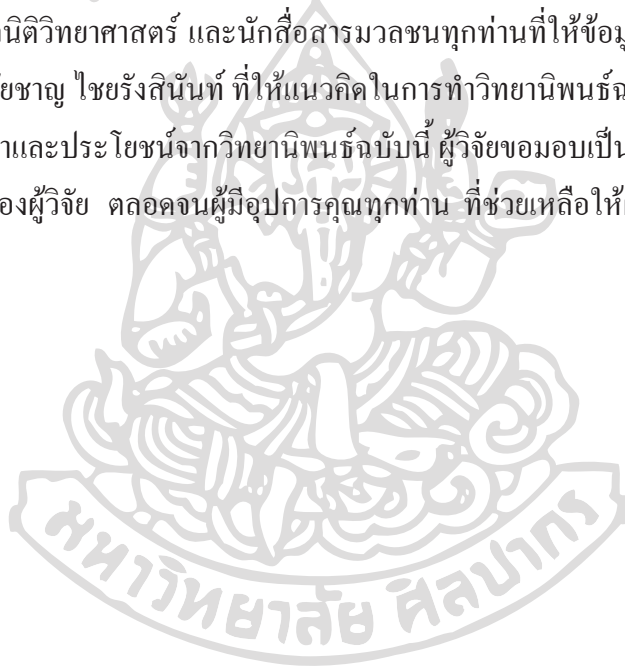 นิติวิทยาศาสตร์ และนักสื่อสารมวลชนทุกท่านที่ให้ข้อมู
ยชาญ ไชยรังสินันท์ ที่ให้แนวคิดในการทำวิทยานิพนธ์ฉ
าและประโยชน์จากวิทยานิพนธ์ฉบับนี้ ผู้วิจัยขอมอบเป็น
องผู้วิจัย ตลอดจนผู้มีอุปการคุณทุกท่าน ที่ช่วยเหลือให้
มหาวิทยาลัย ศิลปากร